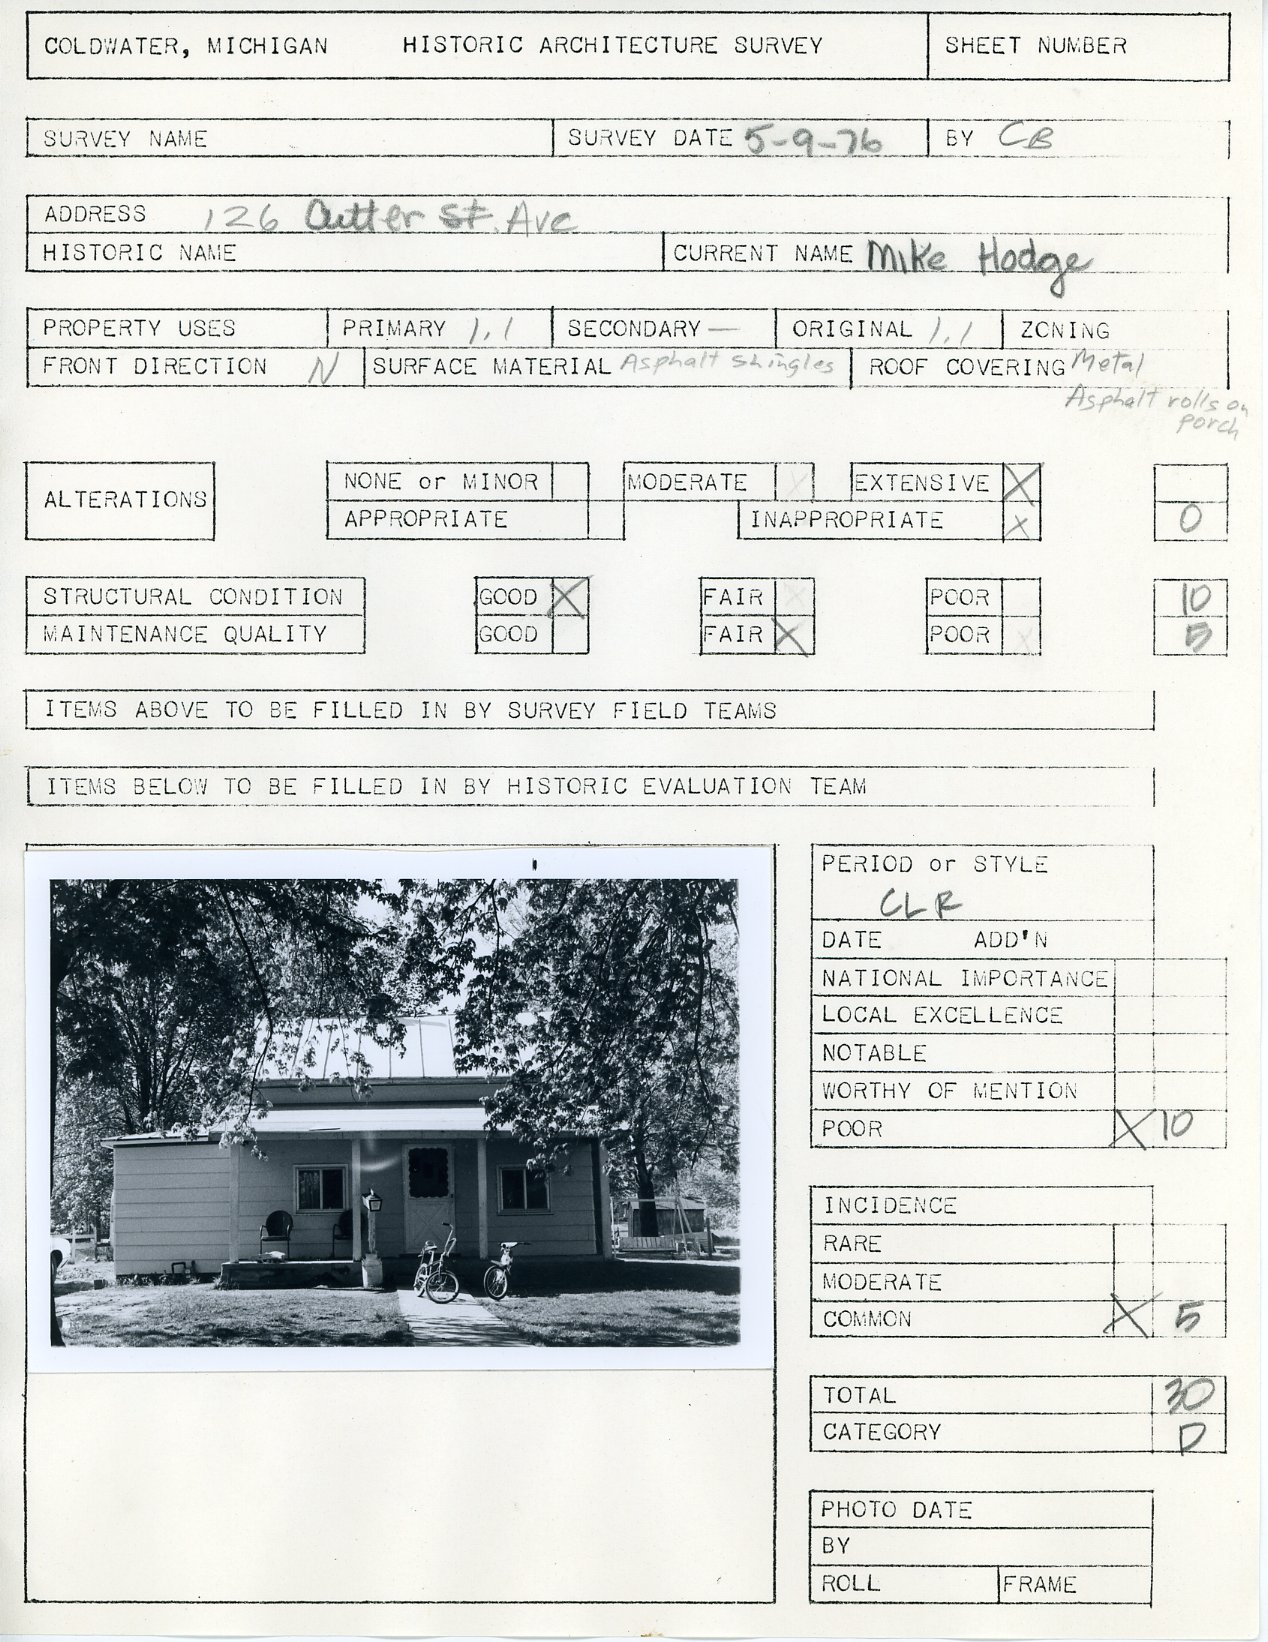 COLDWATER, MICHIGAN HISTORIC ARCHITECTURE SURVEY SHEET NUMBER
SURVEY NAME SURVEY DATE 5-9-76 BY CB
ADDRESS 126 Cutter St. Ave
HISTORIC NAME CURRENT NAME Mike Hodge
PROPERTY USES PRIMARY 1.1 SECONDARY — ORIGINAL 1.1 ZONING
FRONT DIRECTION N SURFACE MATERIAL Asphalt shingles ROOF COVERING Metal
Asphalt rolls on
porch
ALTERATIONS
NONE or MINOR MODERATE EXTENSIVE X
APPROPRIATE INAPPROPRIATE X 0
STRUCTURAL CONDITION GOOD X FAIR POOR 10
MAINTENANCE QUALITY GOOD FAIR X POOR 5
ITEMS ABOVE TO BE FILLED IN BY SURVEY FIELD TEAMS
ITEMS BELOW TO BE FILLED IN BY HISTORIC EVALUATION TEAM
PERIOD or STYLE
CLR
DATE ADD'N
NATIONAL IMPORTANCE
LOCAL EXCELLENCE
NOTABLE
WORTHY OF MENTION
POOR X 10
INCIDENCE
RARE
MODERATE
COMMON X 5
TOTAL 30
CATEGORY D
PHOTO DATE
BY
ROLL FRAME